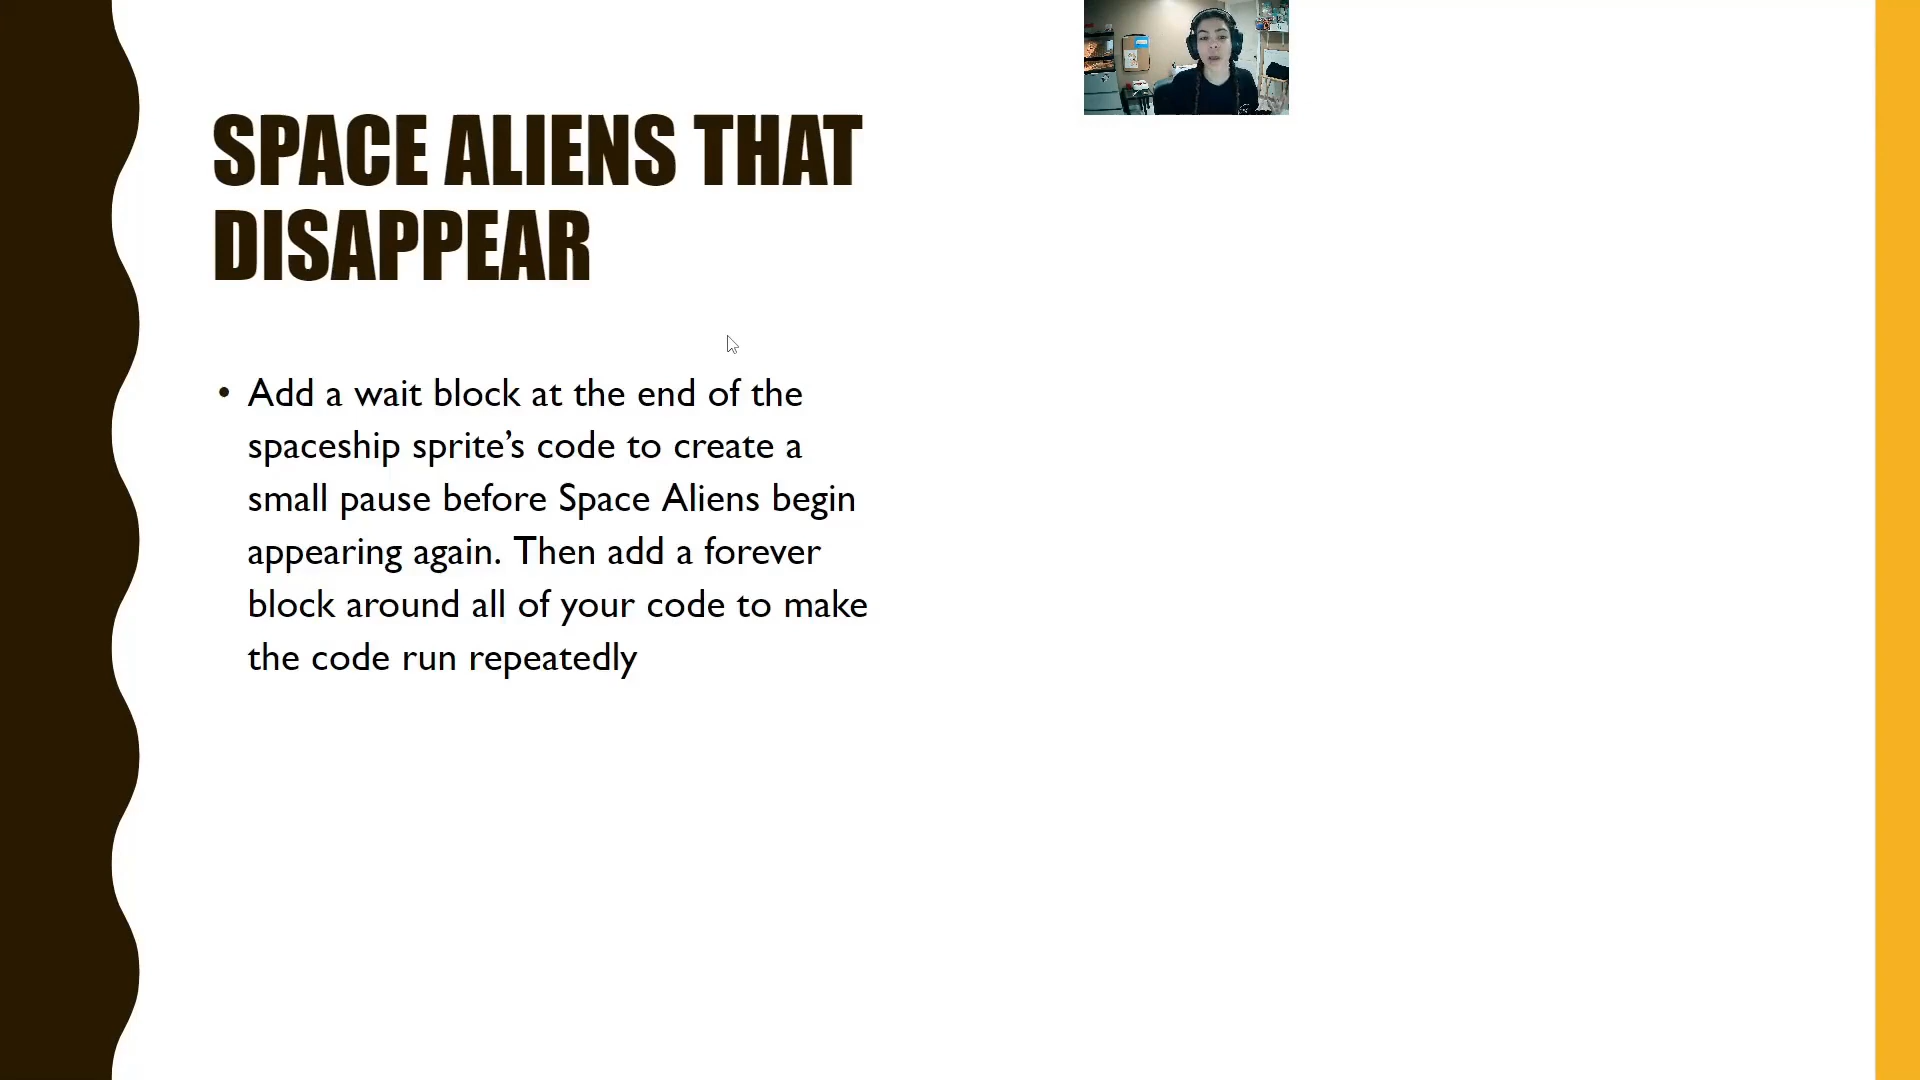 SPACE ALIENS THAT
DISAPPEAR
• Add a wait block at the end of the
spaceship sprite’s code to create a
small pause before Space Aliens begin
appearing again. Then add a forever
block around all of your code to make
the code run repeatedly